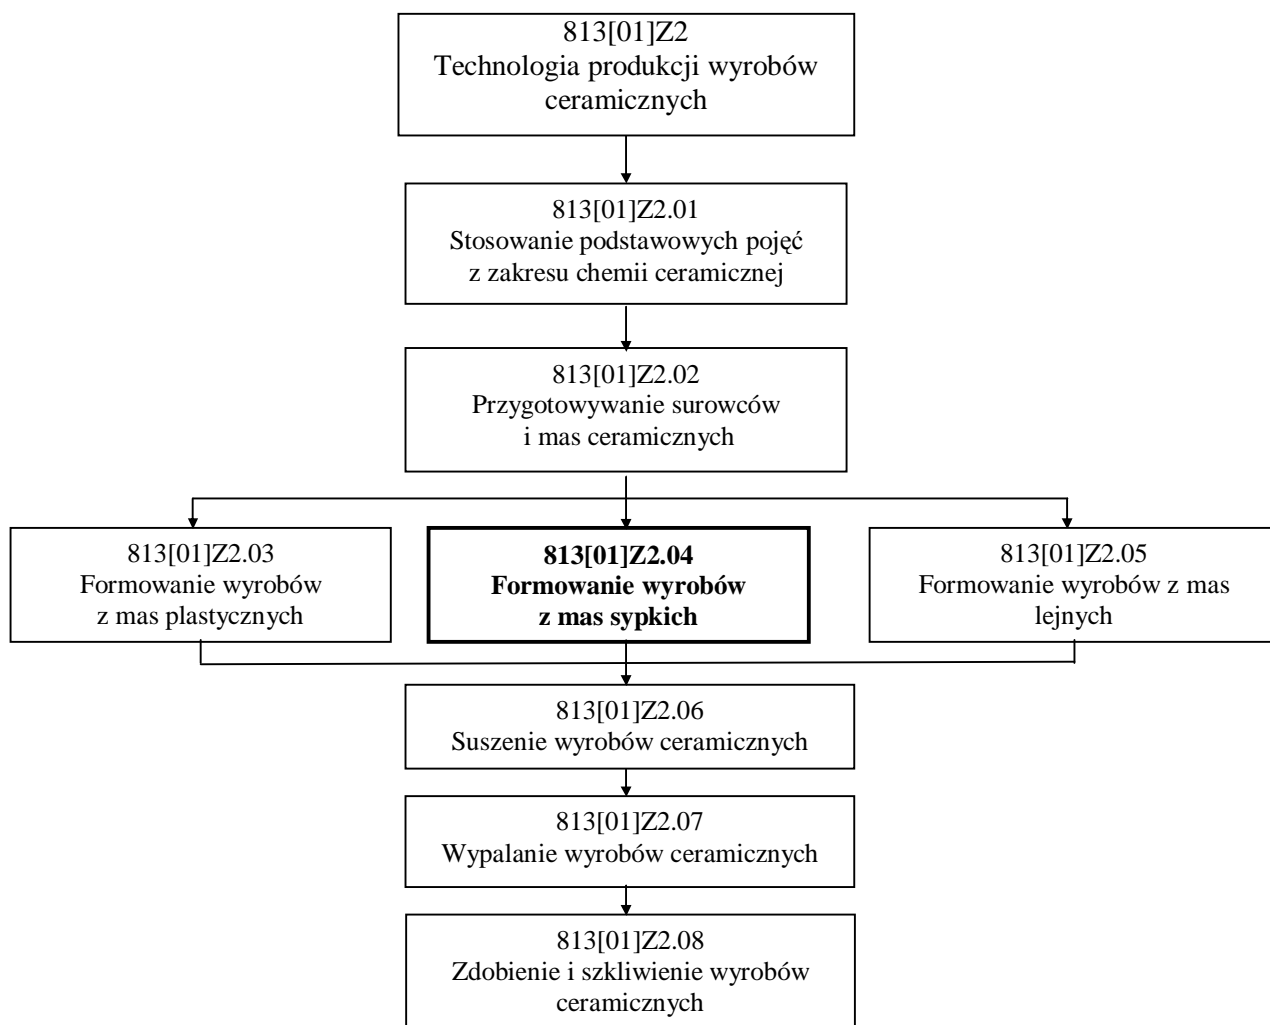 813[01]Z2
Technologia produkcji wyrobów
ceramicznych
813[01]Z2.01
Stosowanie podstawowych pojęć
z zakresu chemii ceramicznej
813[01]Z2.02
Przygotowywanie surowców
i mas ceramicznych
813[01]Z2.03
Formowanie wyrobów
z mas plastycznych
813[01]Z2.04
Formowanie wyrobów
z mas sypkich
813[01]Z2.05
Formowanie wyrobów z mas
lejnych
813[01]Z2.06
Suszenie wyrobów ceramicznych
813[01]Z2.07
Wypalanie wyrobów ceramicznych
813[01]Z2.08
Zdobienie i szkliwienie wyrobów
ceramicznych